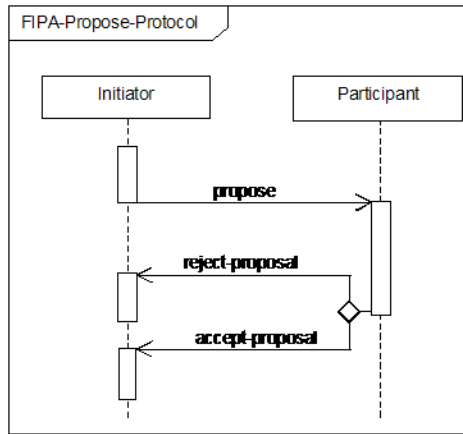 FIPA-Propose-Protocol
Initiator
Participant
propose
reject-proposal
accept-proposal